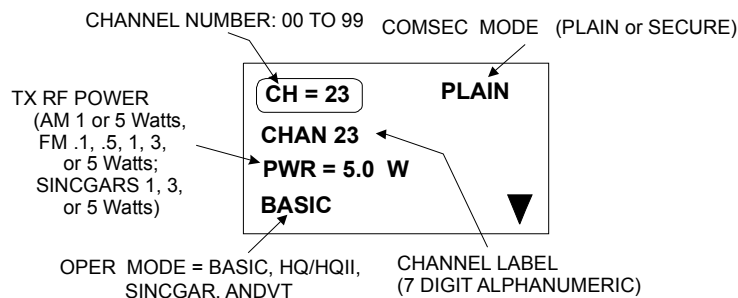 CHANNEL NUMBER: 00 TO 99
COMSEC MODE (PLAIN or SECURE)
TX RF POWER
(AM 1 or 5 Watts,
FM .1, .5, 1, 3,
or 5 Watts;
SINCGARS 1, 3,
or 5 Watts)
CH = 23
PLAIN
CHAN 23
PWR = 5.0 W
BASIC
OPER MODE = BASIC, HQ/HQII,
SINCGAR, ANDVT
CHANNEL LABEL
(7 DIGIT ALPHANUMERIC)